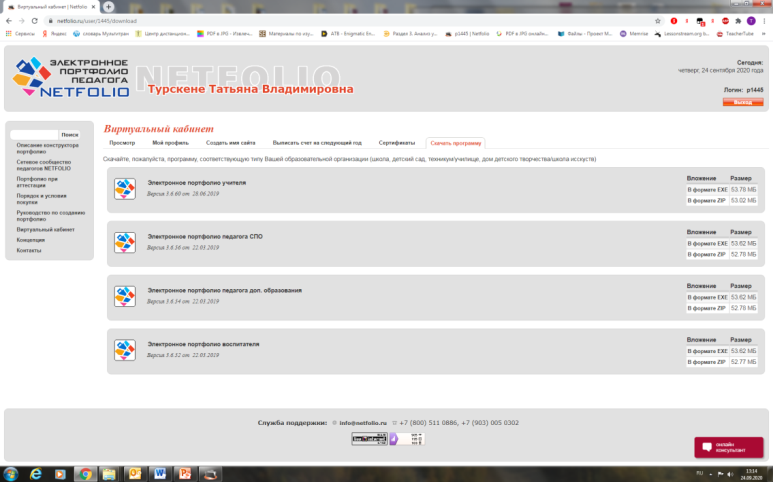 Виртуальный кабинет | Netfolio
netfolio.ru/user/1445/download
Сервисы
Яндекс
словарь Мультитран
Центр дистанцион...
PDF в JPG - Извлеч...
Материалы по изу...
ATB - Enigmatic Sn...
Раздел 3. Анализ у...
p1445 | Netfolio
PDF в JPG онлайн...
Файлы - Проект М...
Memrise
Lessonstream.org b...
TeacherTube
ЭЛЕКТРОННОЕ
ПОРТФОЛИО
ПЕДАГОГА
NETFOLIO
NETFOLIO
Турскене Татьяна Владимировна
Сегодня:
четверг, 24 сентября 2020 года
Логин: p1445
Выход
Поиск
Описание конструктора
портфолио
Сетевое сообщество
педагогов NETFOLIO
Портфолио при
аттестации
Порядок и условия
покупки
Руководство по созданию
портфолио
Виртуальный кабинет
Концепция
Контакты
Виртуальный кабинет
Просмотр
Мой профиль
Создать имя сайта
Выписать счет на следующий год
Сертификаты
Скачать программу
Скачайте, пожалуйста, программу, соответствующую типу Вашей образовательной организации (школа, детский сад, техникум/училище, дом детского творчества/школа исскуств)
Электронное портфолио учителя
Версия 3.6.60 от 28.06.2019
Вложение Размер
В формате EXE 53.78 МБ
В формате ZIP 53.02 МБ
Электронное портфолио педагога СПО
Версия 3.6.36 от 22.03.2019
Вложение Размер
В формате EXE 53.62 МБ
В формате ZIP 52.78 МБ
Электронное портфолио педагога доп. образования
Версия 3.6.34 от 22.03.2019
Вложение Размер
В формате EXE 53.62 МБ
В формате ZIP 52.78 МБ
Электронное портфолио воспитателя
Версия 3.6.32 от 22.03.2019
Вложение Размер
В формате EXE 53.62 МБ
В формате ZIP 52.77 МБ
Служба поддержки: info@netfolio.ru +7 (800) 511 0886, +7 (903) 005 0302
онлайн
консультант
RU
13:14
24.09.2020